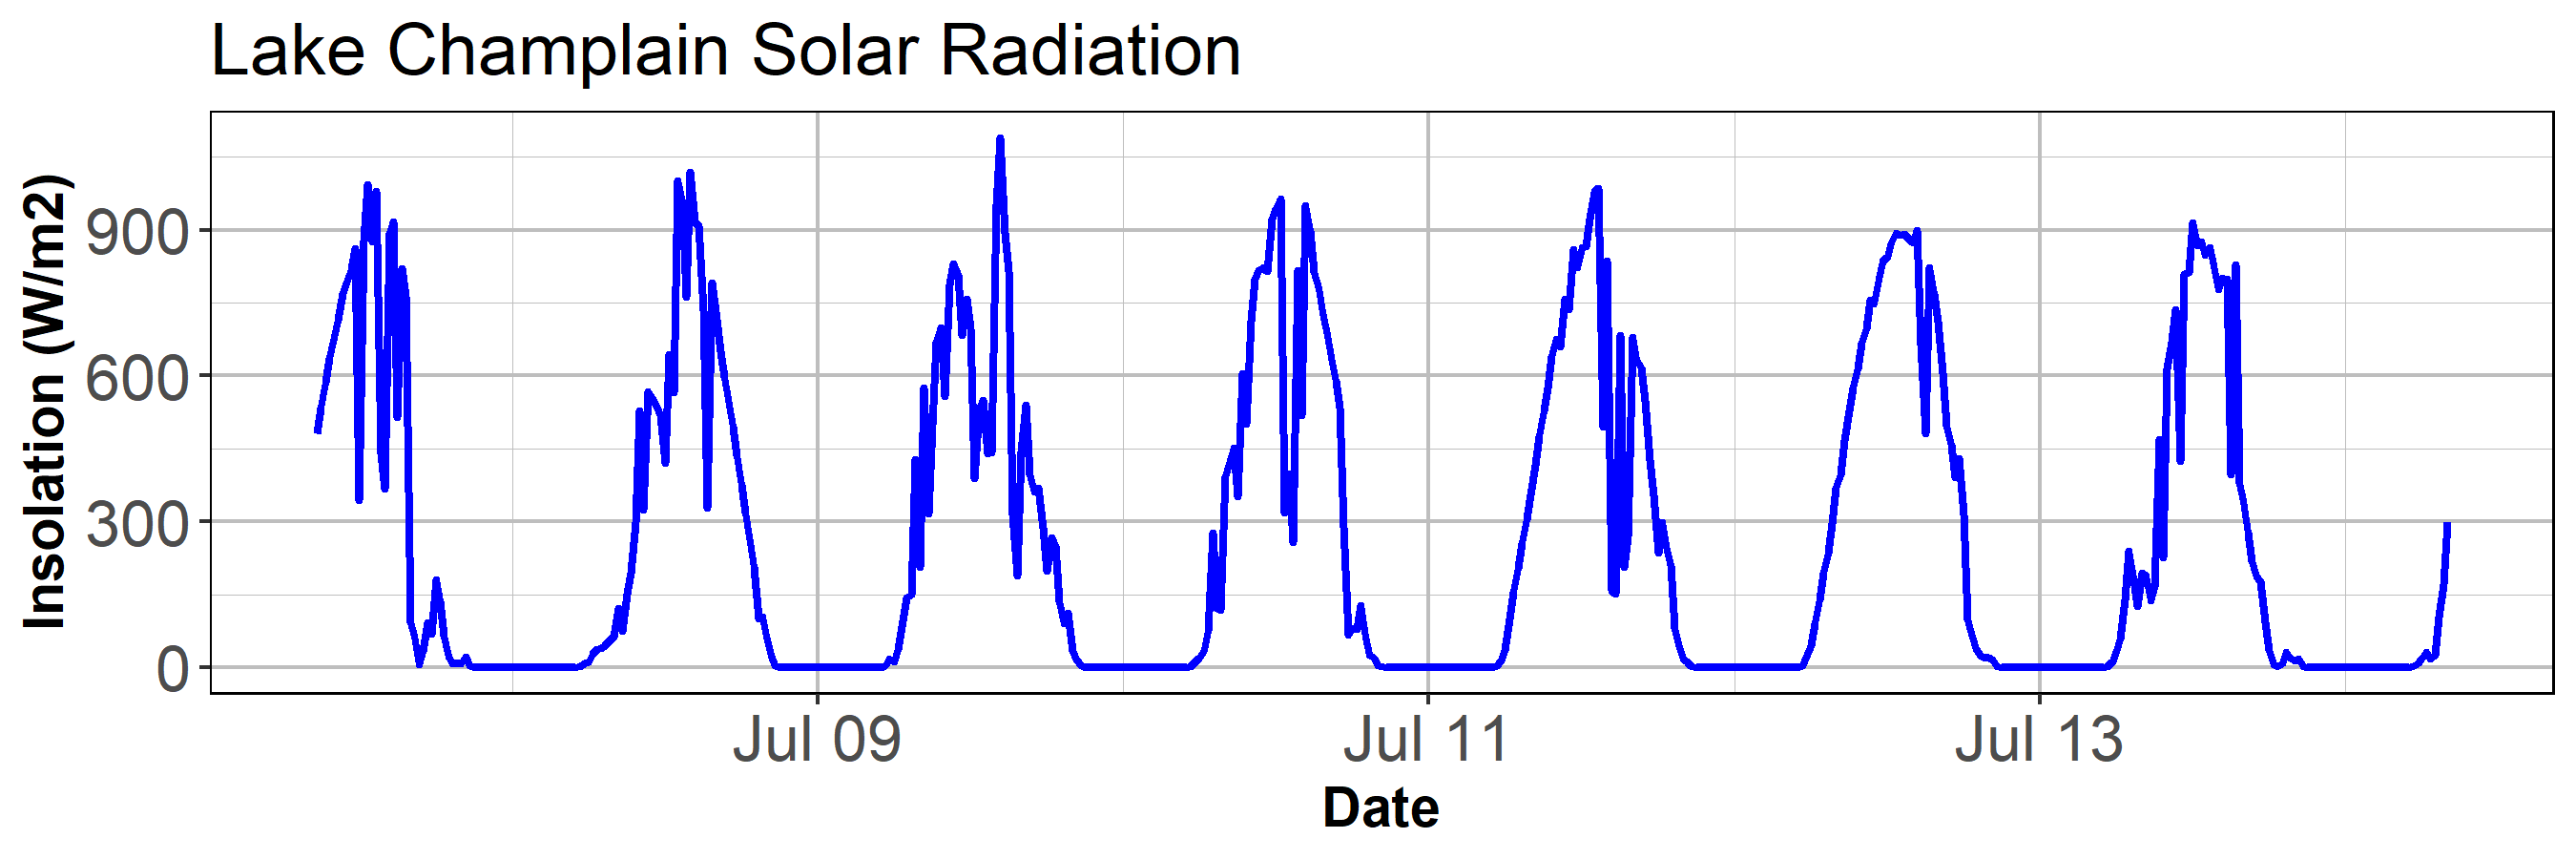 Lake Champlain Solar Radiation
Insolation (W/m2)
900
600
300
0
Jul 09
Jul 11
Jul 13
Date